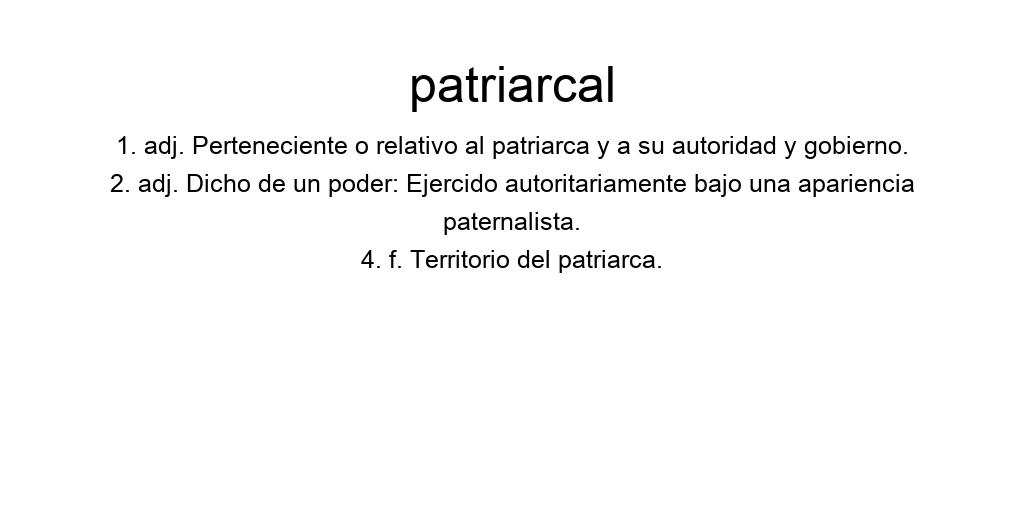 patriarcal
1. adj. Perteneciente o relativo al patriarca y a su autoridad y gobierno.
2. adj. Dicho de un poder: Ejercido autoritariamente bajo una apariencia
paternalista.
4. f. Territorio del patriarca.